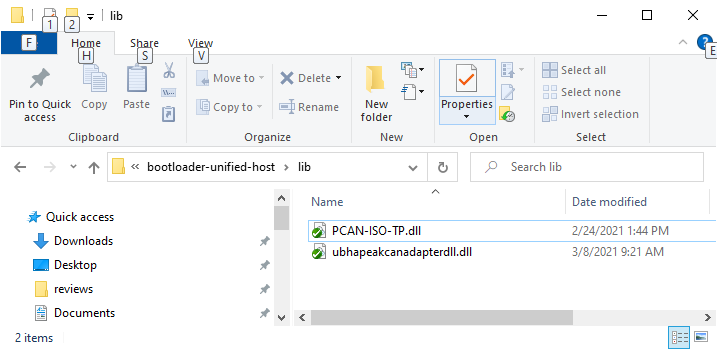 1 2 lib
F Home Share View E
H S V
Pin to Quick access
Copy
Paste
Move to
Copy to
Delete
Rename
New folder
Properties
Select all
Select none
Invert selection
Clipboard Organize New Open Select
« bootloader-unified-host › lib
Search lib
Name Date modified
Quick access
Downloads
Desktop
reviews
Documents
PCAN-ISO-TP.dll 2/24/2021 1:44 PM
ubhapeakcanadapterdll.dll 3/8/2021 9:21 AM
2 items